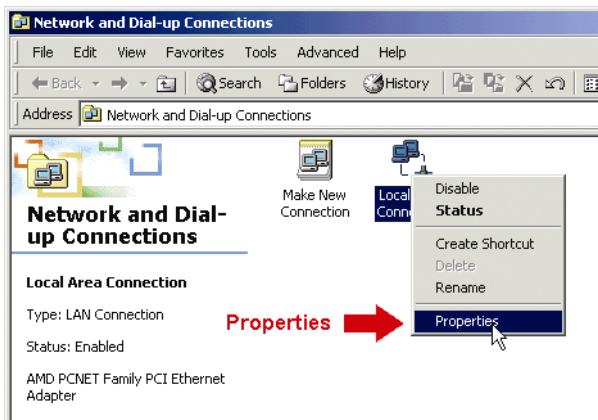 Network and Dial-up Connections
File Edit View Favorites Tools Advanced Help
Back Search Folders History
Address Network and Dial-up Connections
Make New
Connection
Local
Conn
Disable
Status
Create Shortcut
Delete
Rename
Properties
Network and Dial-
up Connections
Local Area Connection
Type: LAN Connection
Properties
Status: Enabled
AMD PCNET Family PCI Ethernet
Adapter